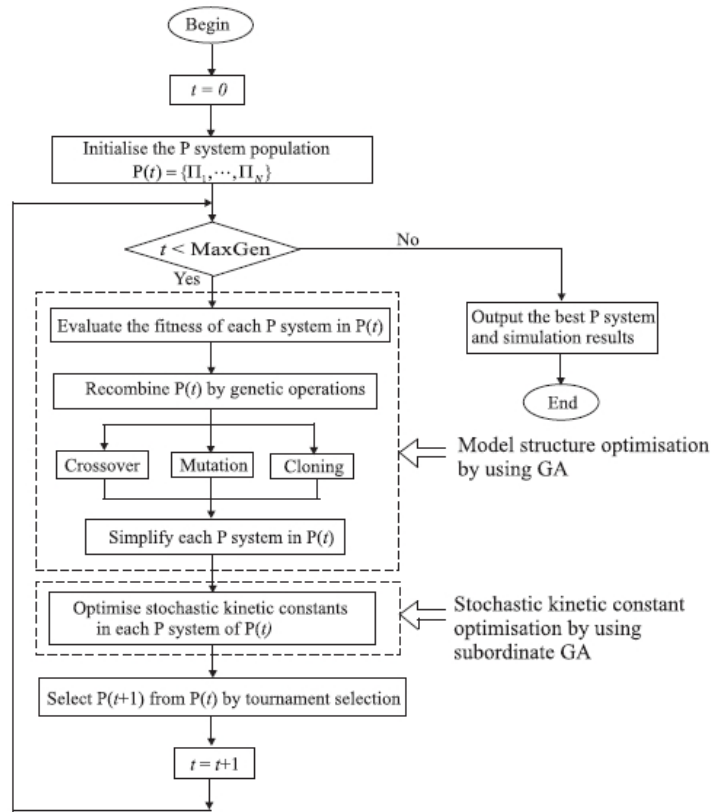 Begin
t = 0
Initialise the P system population
P(t) = {Π₁,⋯,Π_N}
t < MaxGen
No
Yes
Evaluate the fitness of each P system in P(t)
Output the best P system
and simulation results
Recombine P(t) by genetic operations
End
Crossover
Mutation
Cloning
Model structure optimisation
by using GA
Simplify each P system in P(t)
Optimise stochastic kinetic constants
in each P system of P(t)
Stochastic kinetic constant
optimisation by using
subordinate GA
Select P(t+1) from P(t) by tournament selection
t = t+1